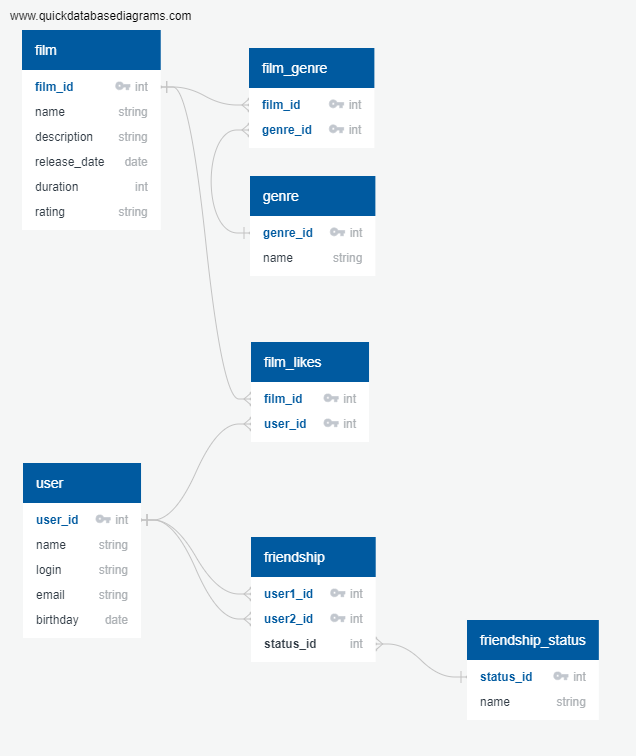 www.quickdatabasediagrams.com
film
film_id int
name string
description string
release_date date
duration int
rating string
film_genre
film_id int
genre_id int
genre
genre_id int
name string
film_likes
film_id int
user_id int
user
user_id int
name string
login string
email string
birthday date
friendship
user1_id int
user2_id int
status_id int
friendship_status
status_id int
name string